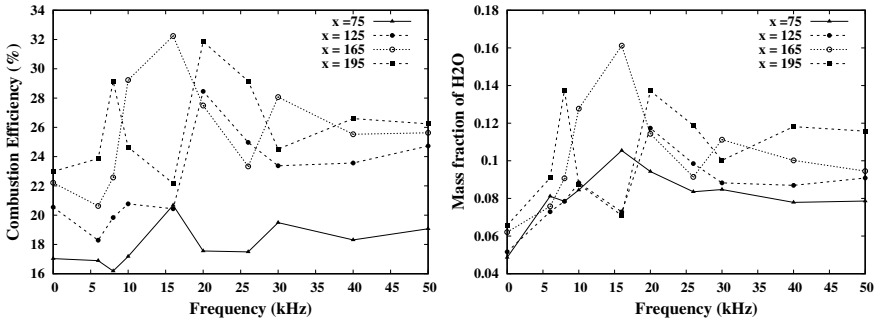 34
32
30
28
26
24
22
20
18
16
Combustion Efficiency (%)
x =75
x = 125
x = 165
x = 195
0 5 10 15 20 25 30 35 40 45 50
Frequency (kHz)
0.18
0.16
0.14
0.12
0.1
0.08
0.06
0.04
Mass fraction of H2O
x =75
x = 125
x = 165
x = 195
0 5 10 15 20 25 30 35 40 45 50
Frequency (kHz)